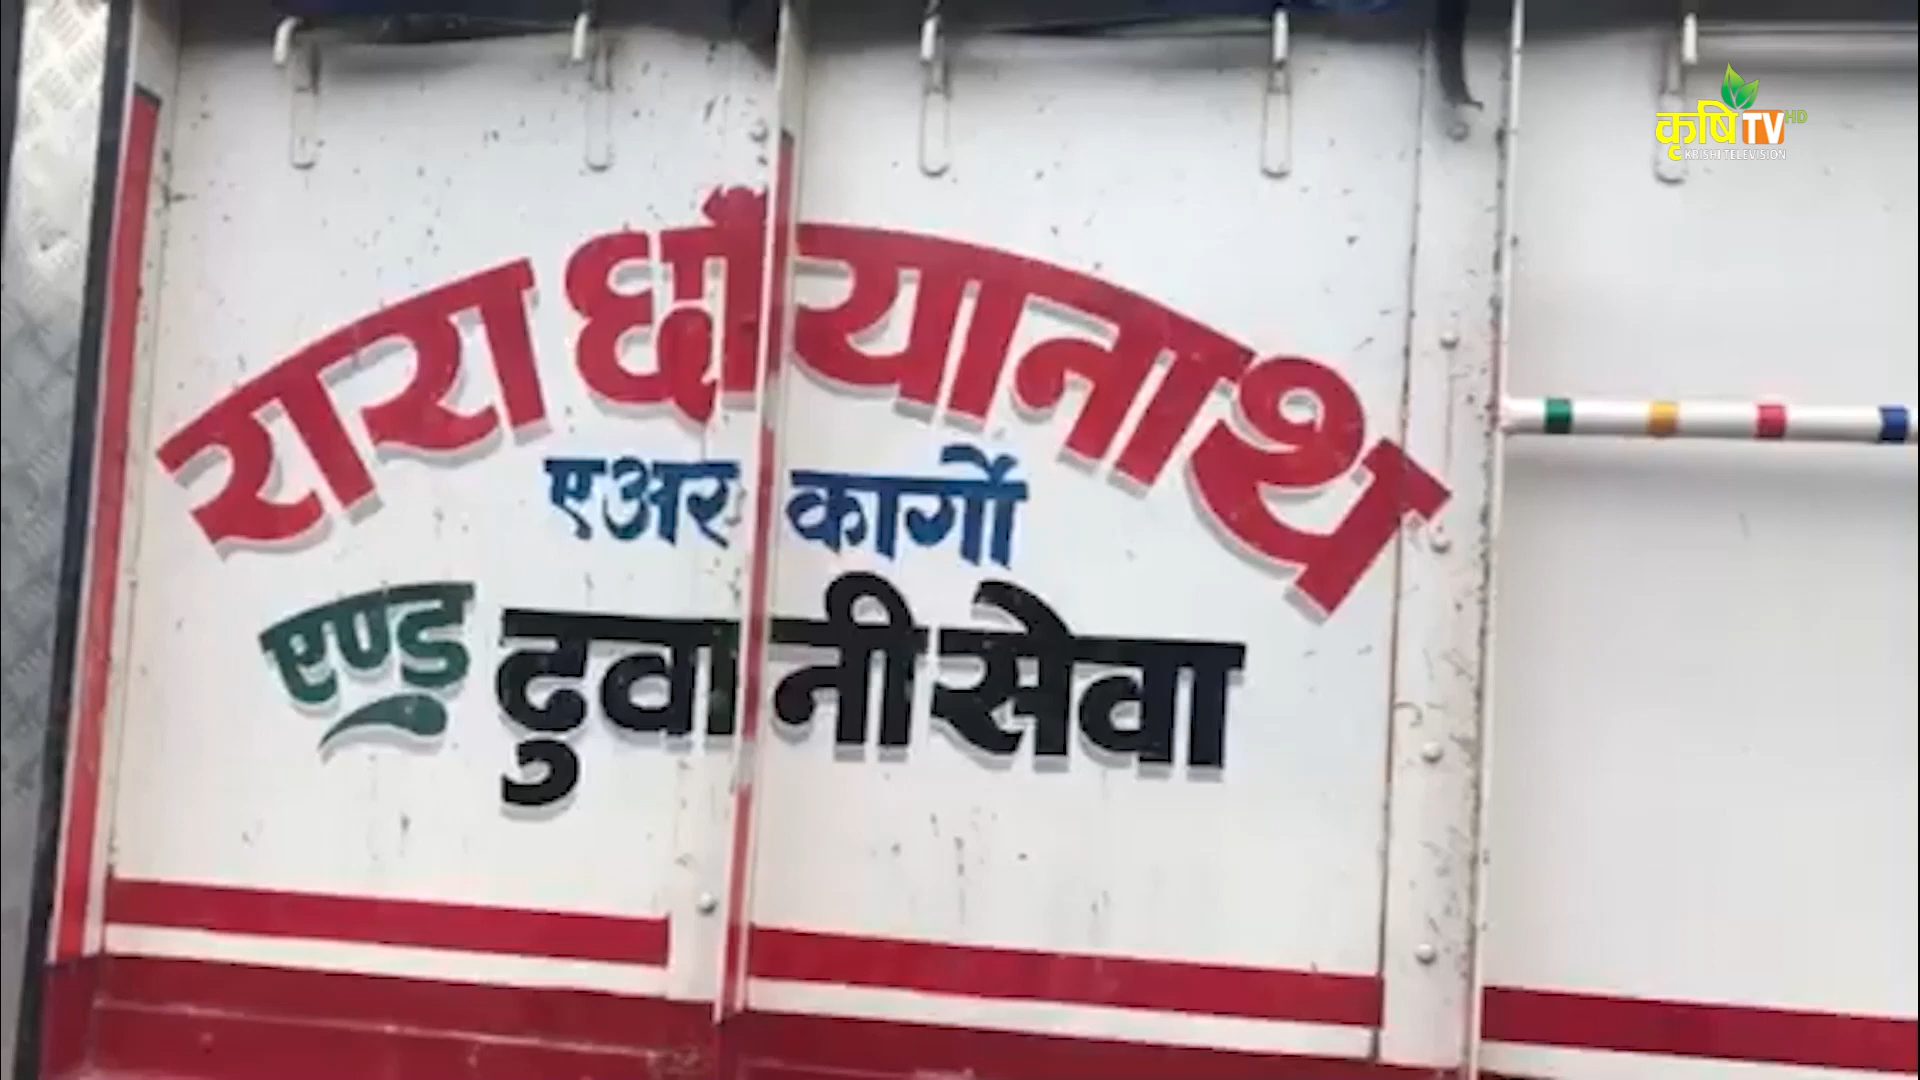 रारा छाँयानाथ
एअर कार्गो
एण्ड ढुवानी सेवा
कृषि TV HD
KRISHI TELEVISION